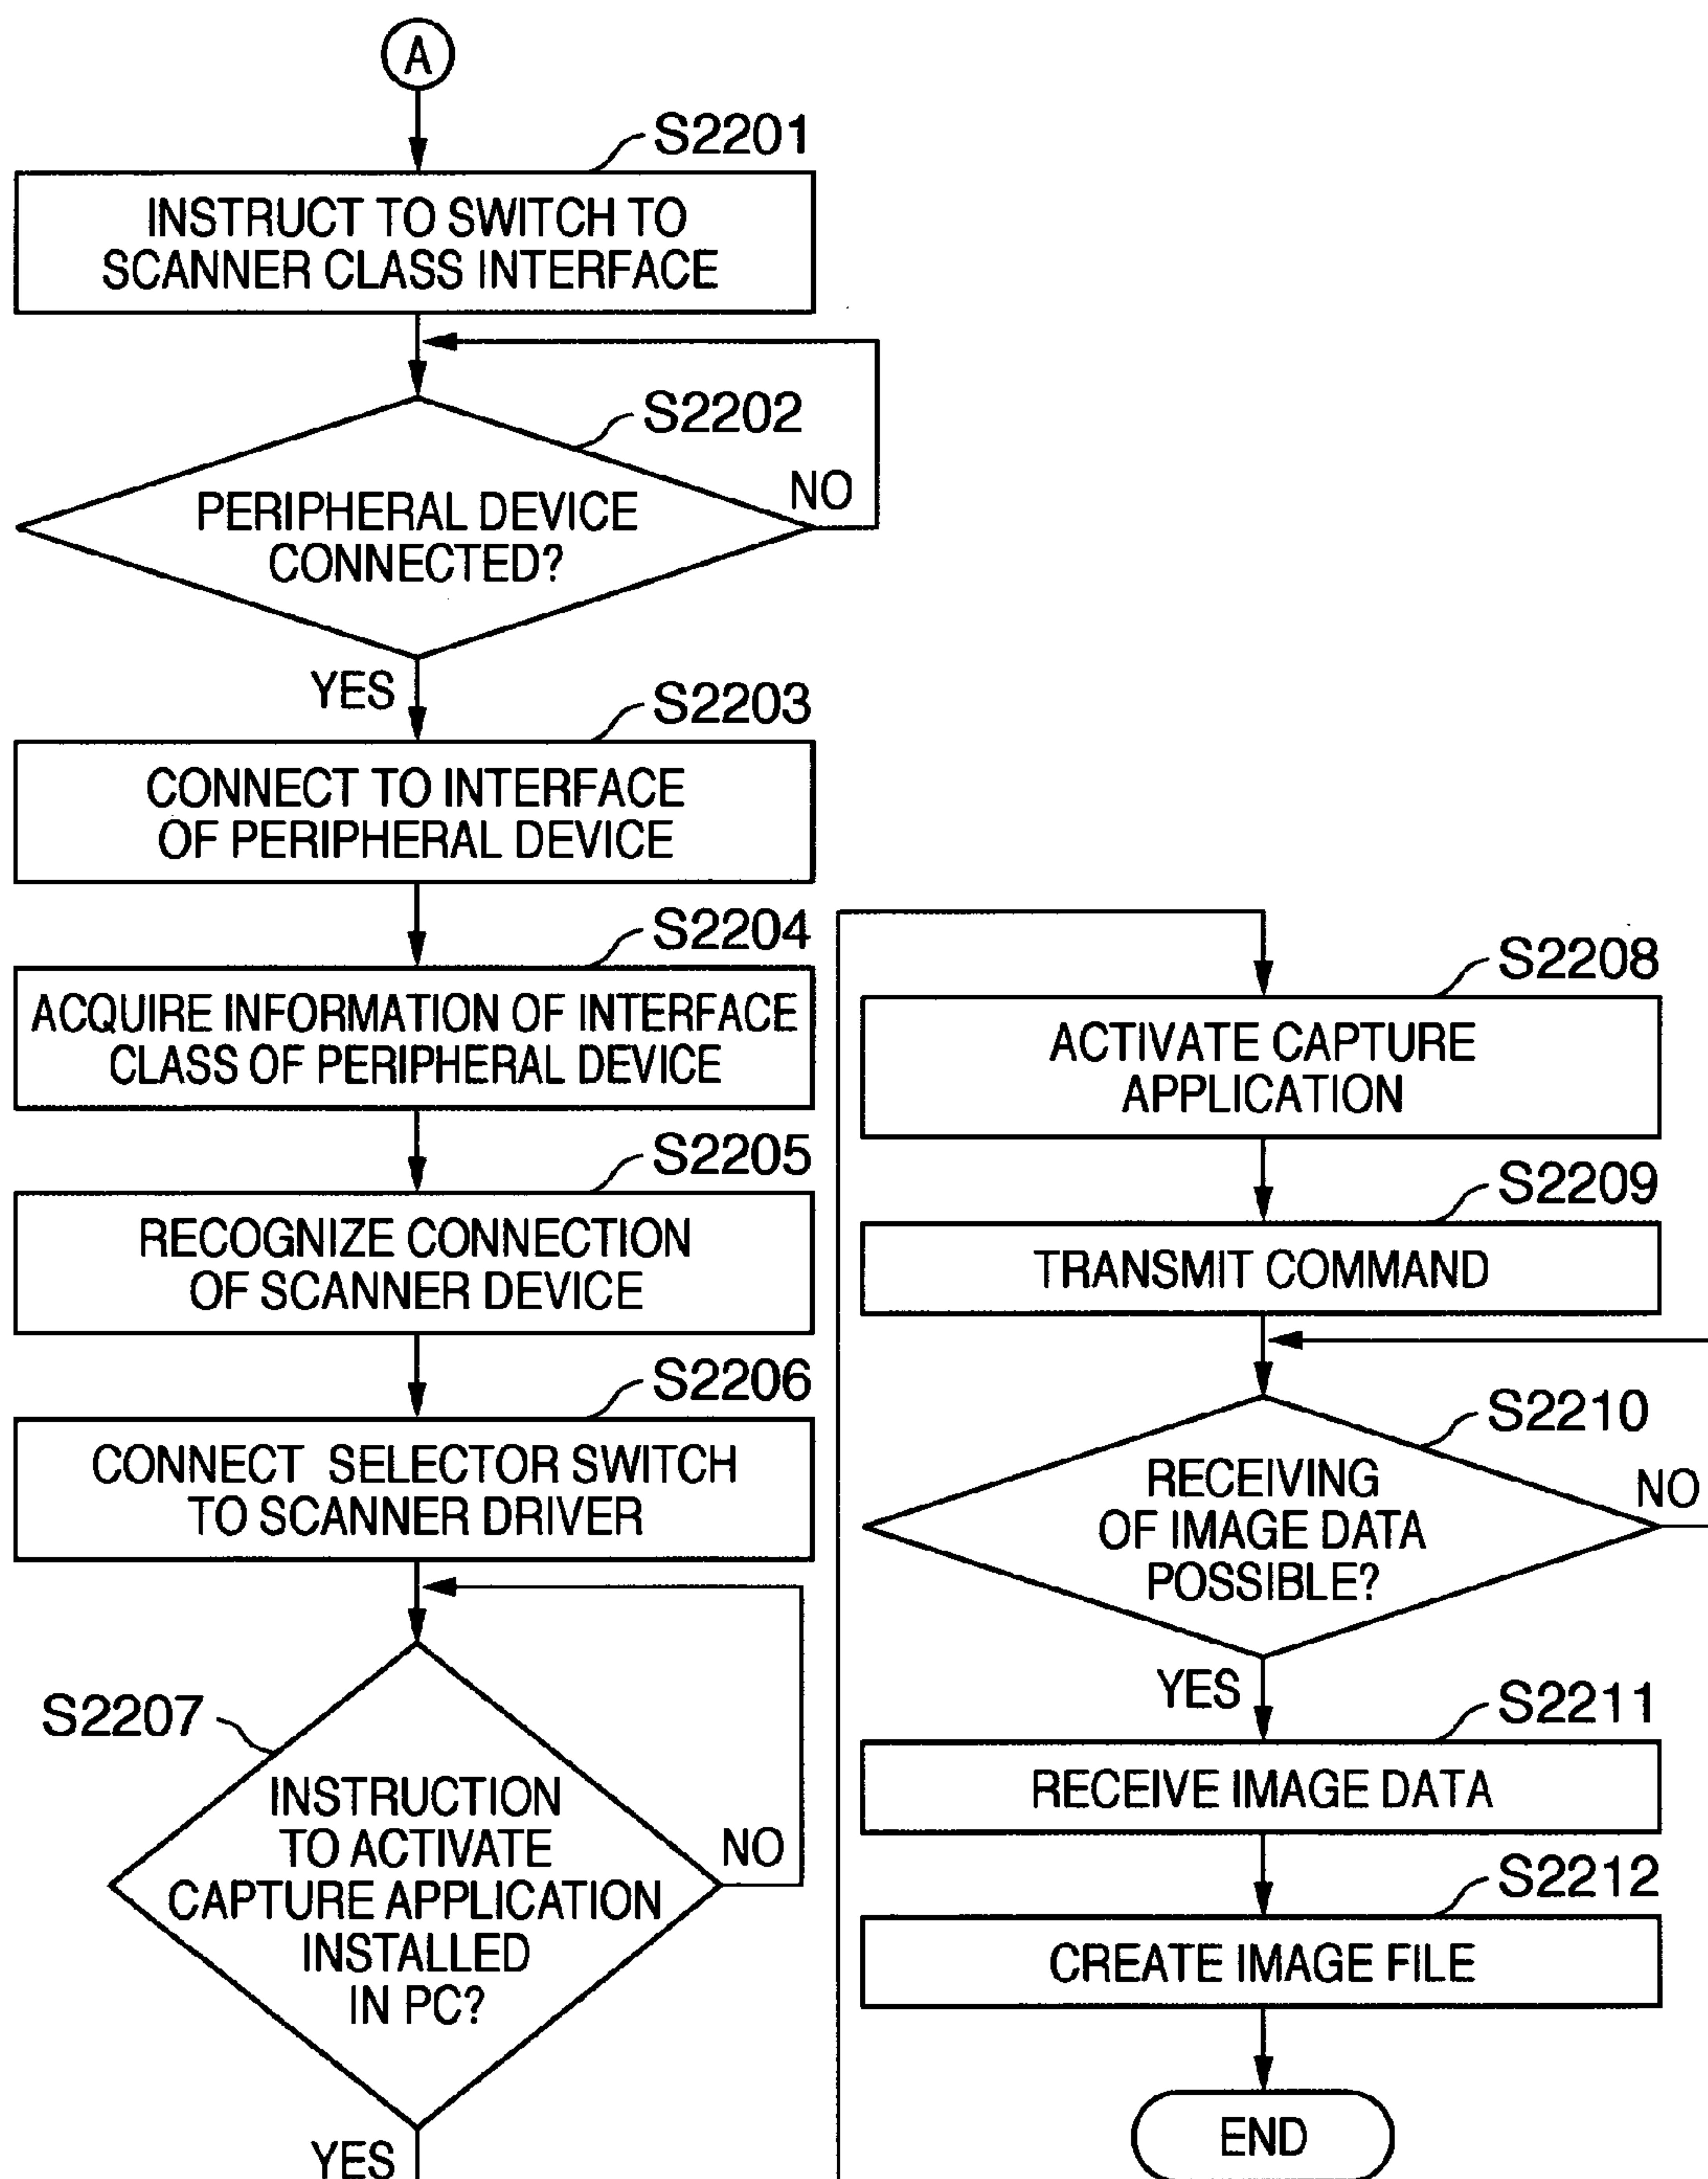 A
S2201
INSTRUCT TO SWITCH TO
SCANNER CLASS INTERFACE
S2202
PERIPHERAL DEVICE
CONNECTED?
NO
YES
S2203
CONNECT TO INTERFACE
OF PERIPHERAL DEVICE
S2204
ACQUIRE INFORMATION OF INTERFACE
CLASS OF PERIPHERAL DEVICE
S2205
RECOGNIZE CONNECTION
OF SCANNER DEVICE
S2206
CONNECT SELECTOR SWITCH
TO SCANNER DRIVER
S2207
INSTRUCTION
TO ACTIVATE
CAPTURE APPLICATION
INSTALLED
IN PC?
NO
YES
S2208
ACTIVATE CAPTURE
APPLICATION
S2209
TRANSMIT COMMAND
S2210
RECEIVING
OF IMAGE DATA
POSSIBLE?
NO
YES
S2211
RECEIVE IMAGE DATA
S2212
CREATE IMAGE FILE
END